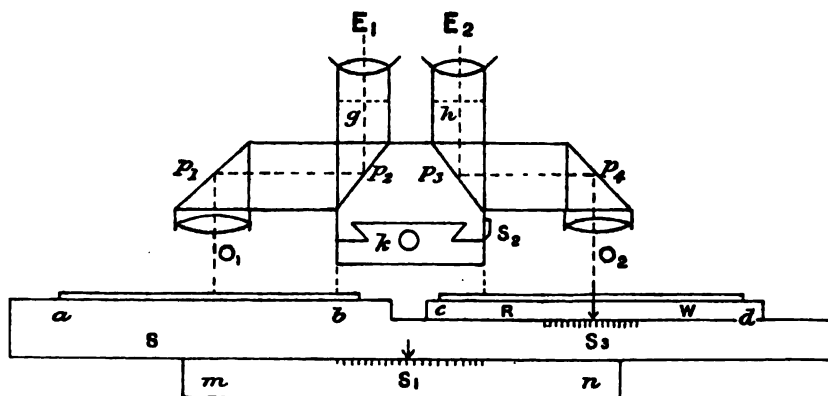 E₁ E₂
g h
p₁ p₂ p₃ p₄
k S₂
O₁ O₂
a b c R W d
S S₃
m S₁ n